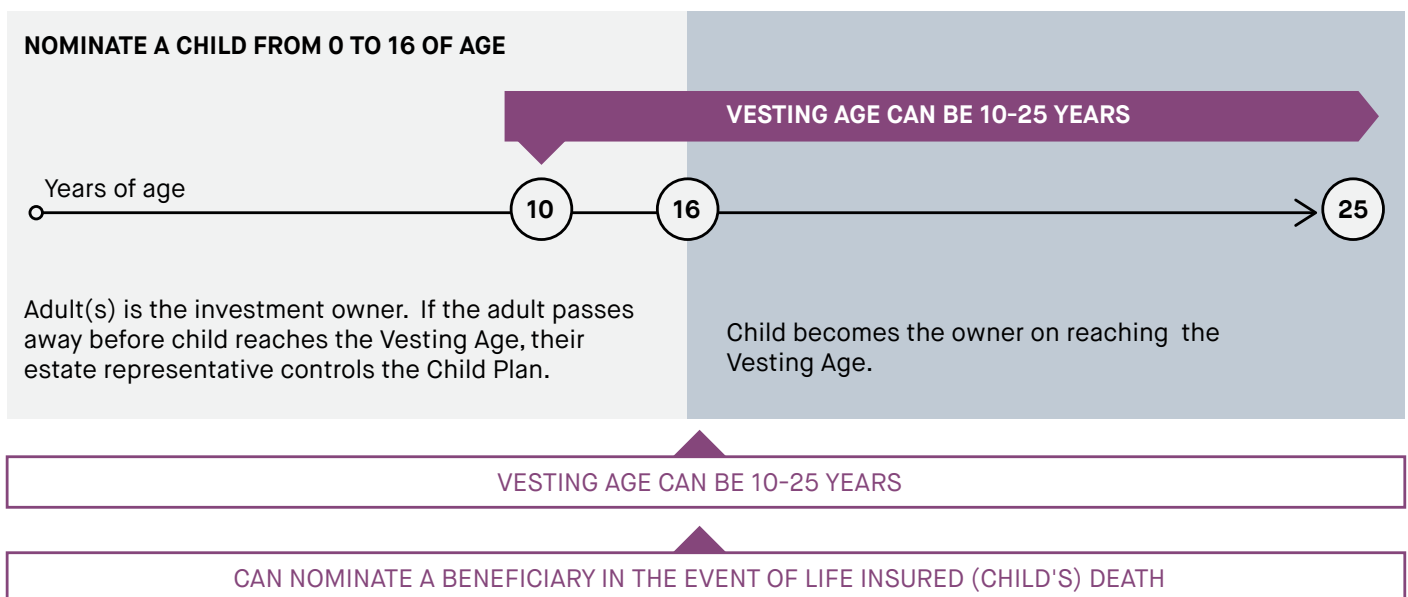 NOMINATE A CHILD FROM 0 TO 16 OF AGE
VESTING AGE CAN BE 10-25 YEARS
Years of age
10
16
25
Adult(s) is the investment owner. If the adult passes
away before child reaches the Vesting Age, their
estate representative controls the Child Plan.
Child becomes the owner on reaching the
Vesting Age.
VESTING AGE CAN BE 10-25 YEARS
CAN NOMINATE A BENEFICIARY IN THE EVENT OF LIFE INSURED (CHILD'S) DEATH